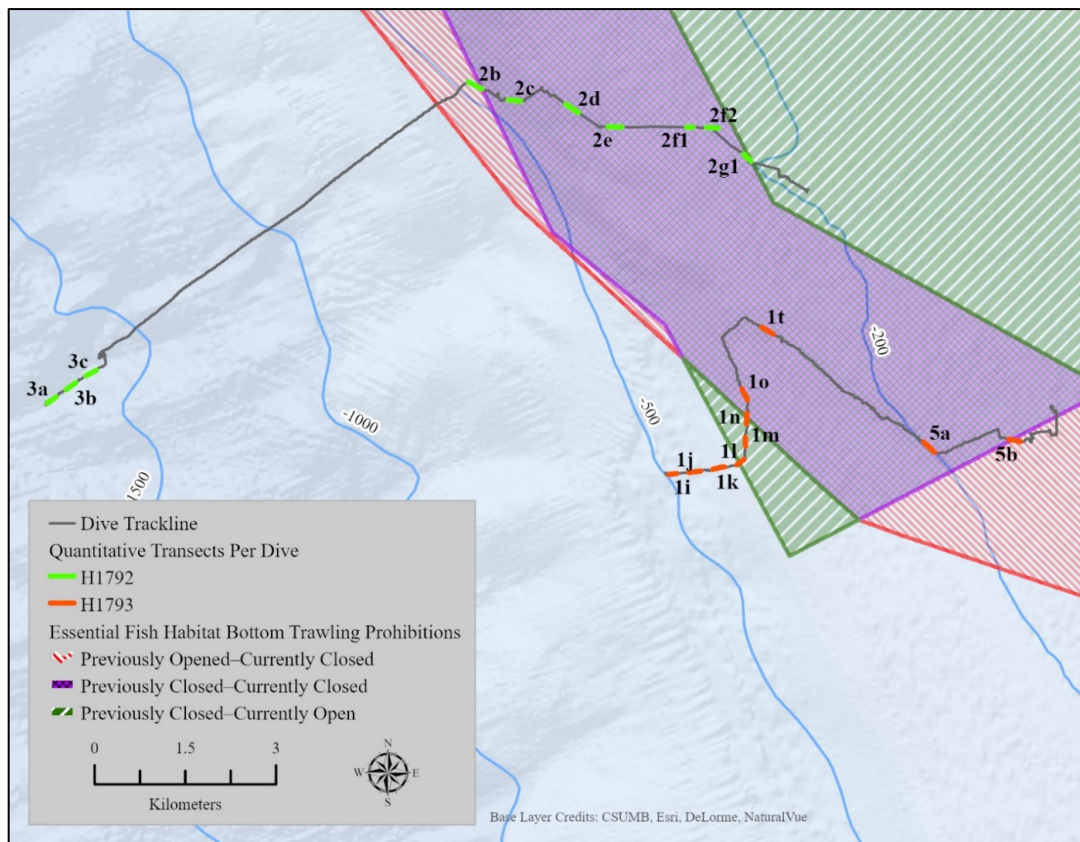 2b
2c
2d
2e
2f1
2f2
2g1
1t
-200
3c
3a
3b
-1000
-500
1o
1n
1m
1l
1j
1i
1k
5a
5b
1500
Dive Trackline
Quantitative Transects Per Dive
H1792
H1793
Essential Fish Habitat Bottom Trawling Prohibitions
Previously Opened–Currently Closed
Previously Closed–Currently Closed
Previously Closed–Currently Open
0 1.5 3
Kilometers
N
W E
S
Base Layer Credits: CSUMB, Esri, DeLorme, NaturalVue